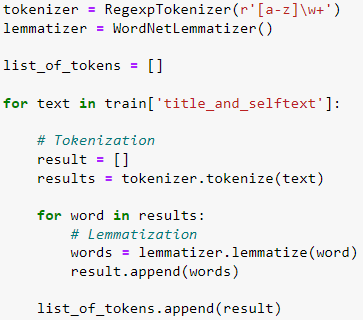 tokenizer = RegexpTokenizer(r'[a-z]\w+')
lemmatizer = WordNetLemmatizer()

list_of_tokens = []

for text in train['title_and_selftext']:

    # Tokenization
    result = []
    results = tokenizer.tokenize(text)

    for word in results:
        # Lemmatization
        words = lemmatizer.lemmatize(word)
        result.append(words)

    list_of_tokens.append(result)